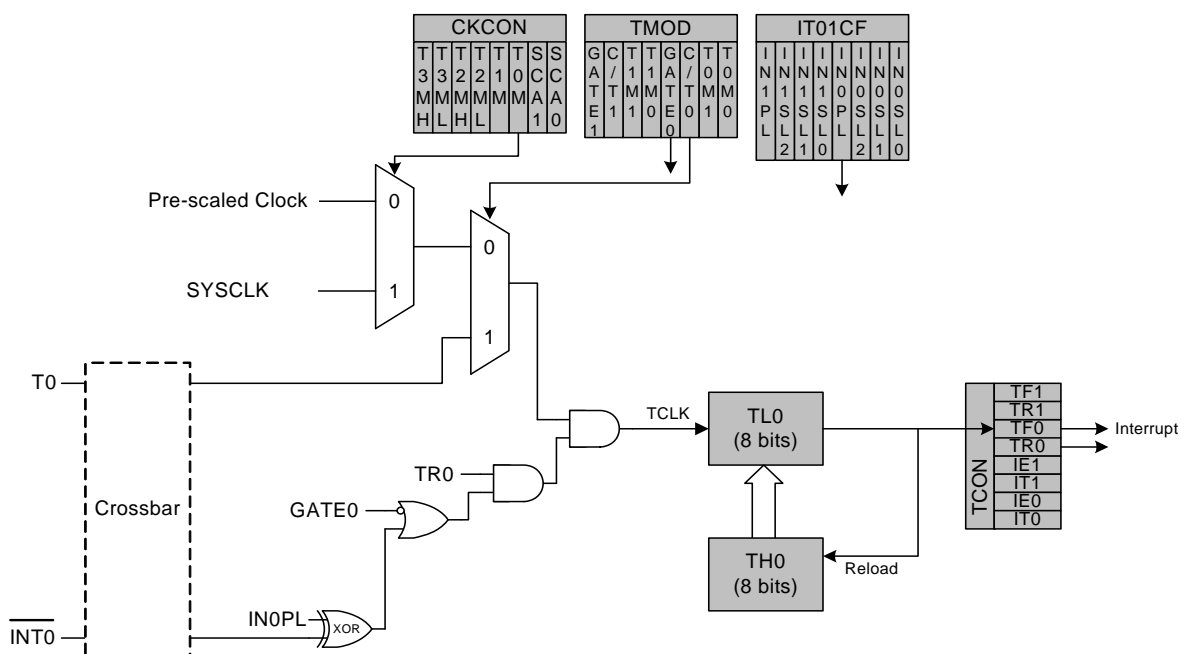 CKCON
T3MH T3ML T2MH T2ML T1M T0M SCA1 SCA0
TMOD
GATE1 C/T1 T1M1 T1M0 GATE0 C/T0 T0M1 T0M0
IT01CF
IN1PL IN1SL2 IN1SL1 IN1SL0 IN0PL IN0SL2 IN0SL1 IN0SL0
Pre-scaled Clock
0
SYSCLK
1
0
1
T0
Crossbar
INT0
TR0
GATE0
IN0PL
XOR
TCLK
TL0
(8 bits)
TH0
(8 bits)
Reload
TCON
TF1
TR1
TF0
TR0
IE1
IT1
IE0
IT0
Interrupt